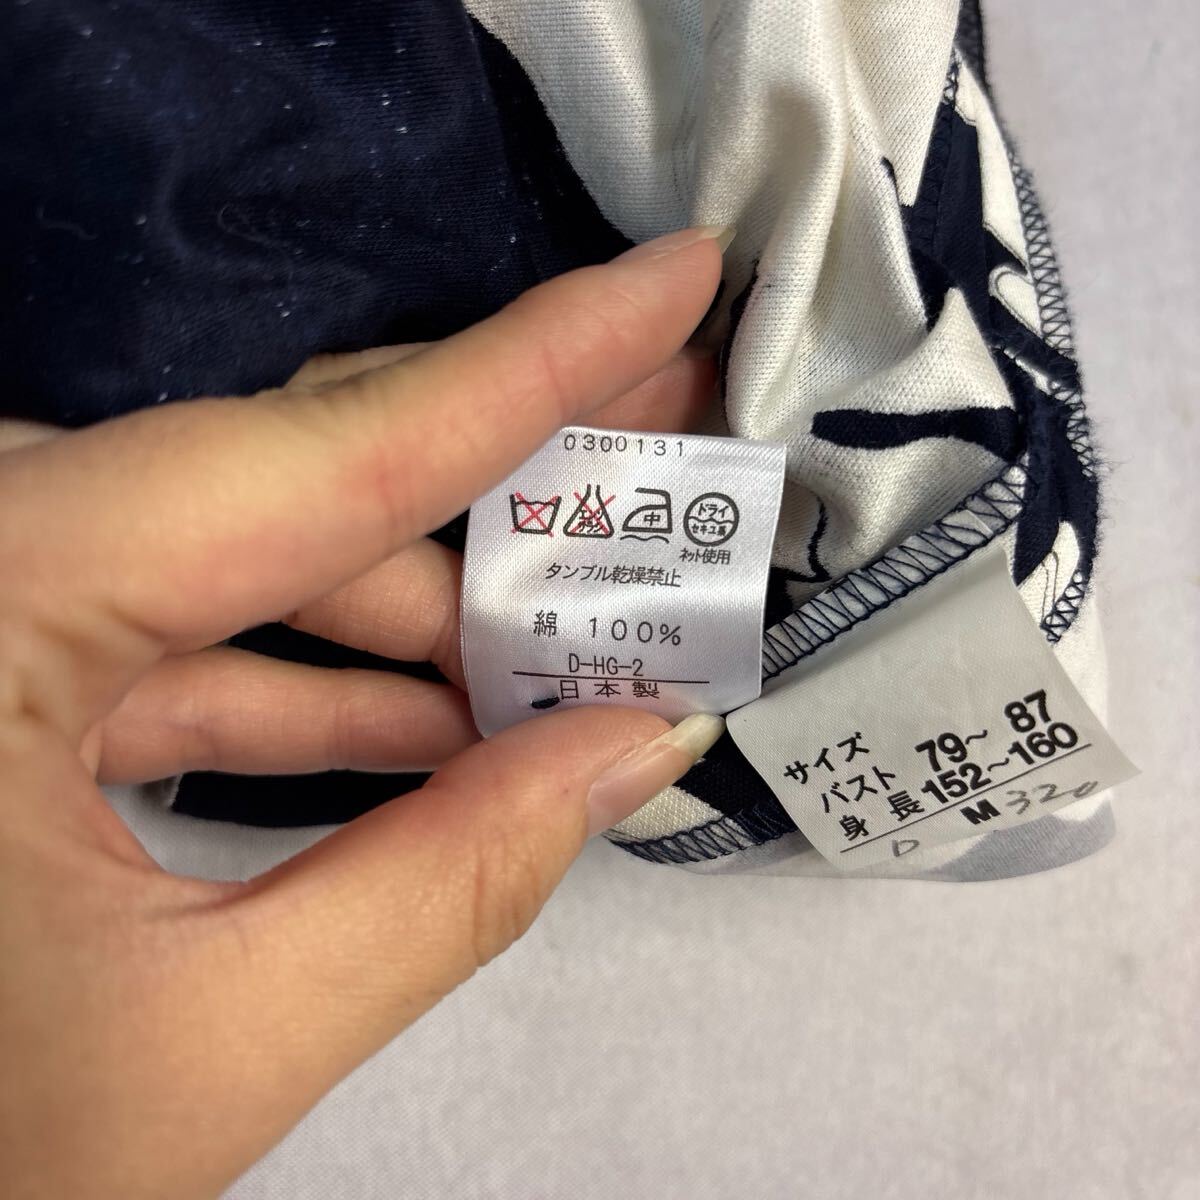 0300131
中 ドライ セキユ系
ネット使用
タンブル乾燥禁止
綿 100%
D-HG-2
日本製
サイズ
バスト 79~87
身長 152~160
M 320
D